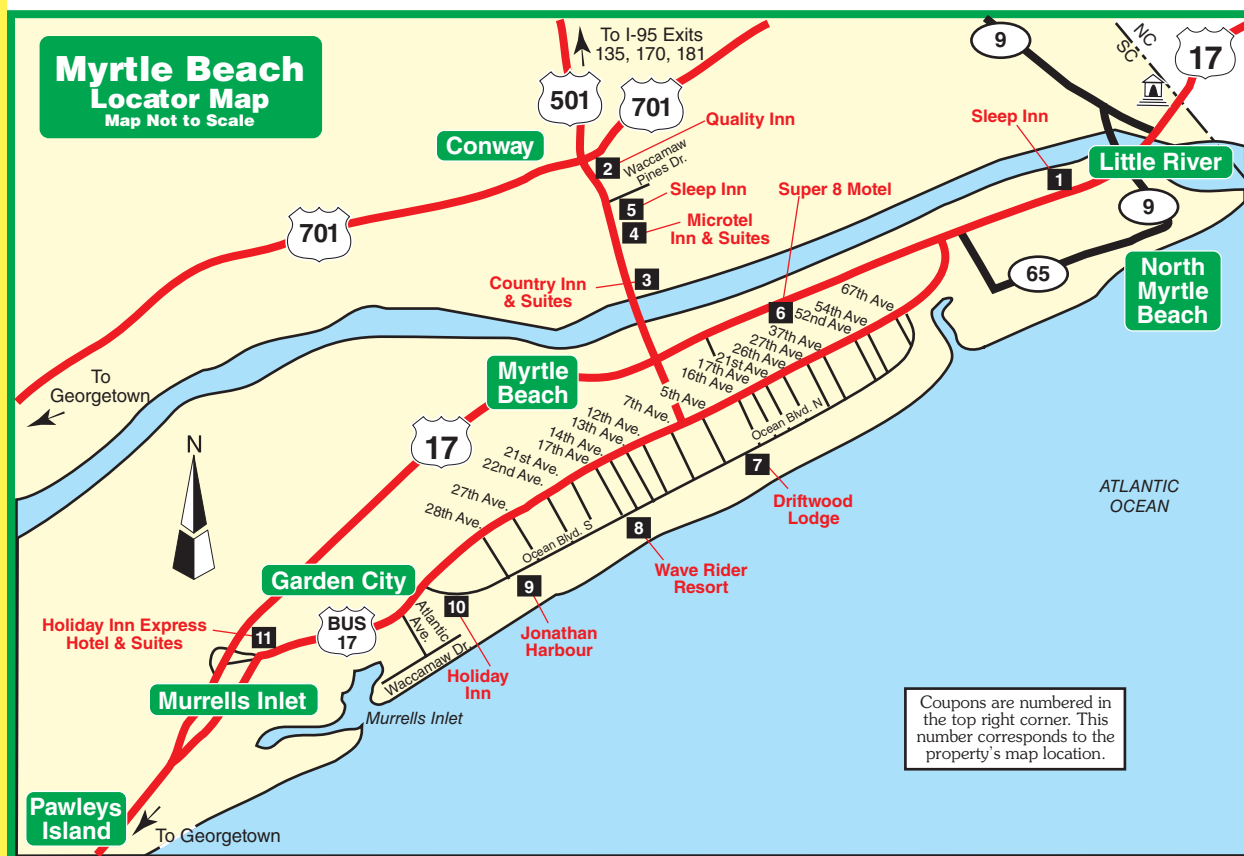 Myrtle Beach
Locator Map
Map Not to Scale
To I-95 Exits
135, 170, 181
501
701
9
NC
SC
17
Conway
Quality Inn
2
Waccamaw
Pines Dr.
Sleep Inn
1
Little River
5
Sleep Inn
4
Microtel
Inn & Suites
Super 8 Motel
9
701
Country Inn
& Suites
3
65
North
Myrtle
Beach
6
67th Ave.
54th Ave.
52nd Ave
37th Ave.
27th Ave.
26th Ave.
21st Ave.
17th Ave
16th Ave.
5th Ave.
7th Ave.
12th Ave.
13th Ave.
14th Ave.
17th Ave.
21st Ave.
22nd Ave.
27th Ave.
28th Ave.
To
Georgetown
Myrtle
Beach
N
17
Ocean Blvd. N
7
Driftwood
Lodge
ATLANTIC
OCEAN
Ocean Blvd. S
8
Wave Rider
Resort
Garden City
9
Jonathan
Harbour
10
Holiday
Inn
Atlantic
Ave.
Waccamaw Dr.
BUS
17
Holiday Inn Express
Hotel & Suites
11
Murrells Inlet
Murrells Inlet
Coupons are numbered in
the top right corner. This
number corresponds to the
property's map location.
Pawleys
Island
To Georgetown